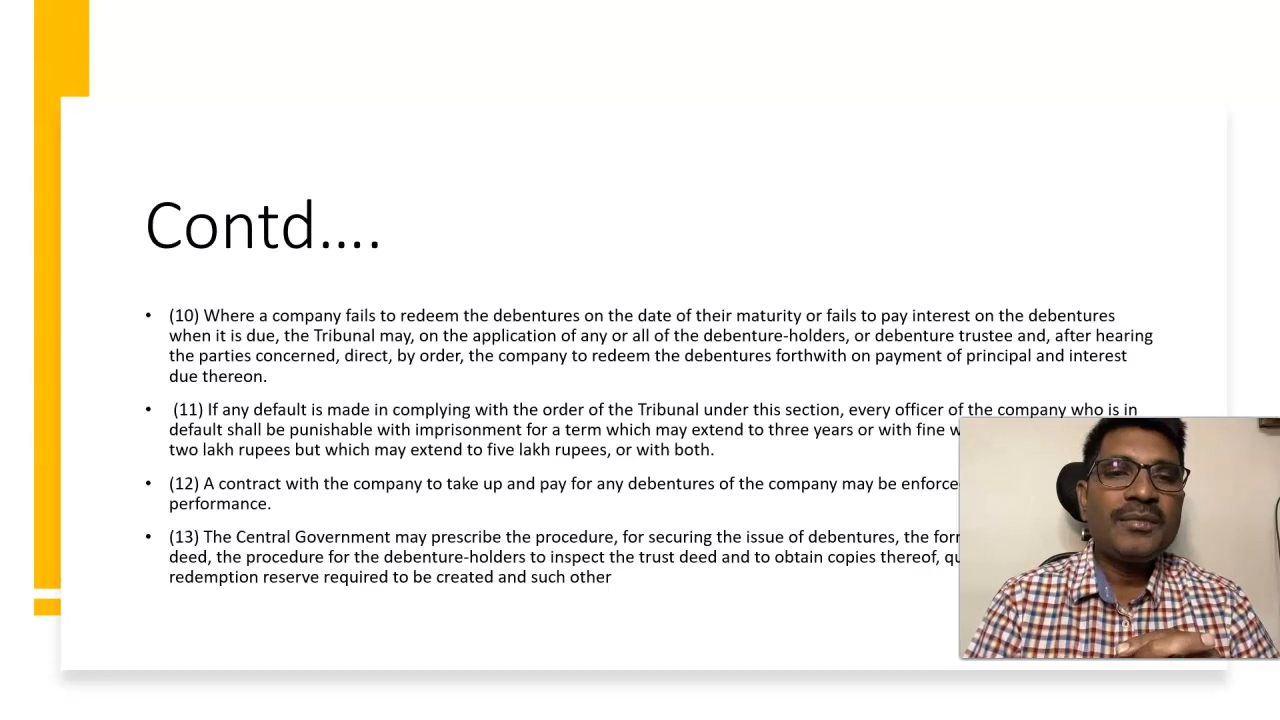 Contd….
• (10) Where a company fails to redeem the debentures on the date of their maturity or fails to pay interest on the debentures
when it is due, the Tribunal may, on the application of any or all of the debenture-holders, or debenture trustee and, after hearing
the parties concerned, direct, by order, the company to redeem the debentures forthwith on payment of principal and interest
due thereon.
• (11) If any default is made in complying with the order of the Tribunal under this section, every officer of the company who is in
default shall be punishable with imprisonment for a term which may extend to three years or with fine
two lakh rupees but which may extend to five lakh rupees, or with both.
• (12) A contract with the company to take up and pay for any debentures of the company may be
performance.
• (13) The Central Government may prescribe the procedure, for securing the issue of debentures, the
deed, the procedure for the debenture-holders to inspect the trust deed and to obtain copies thereof,
redemption reserve required to be created and such other